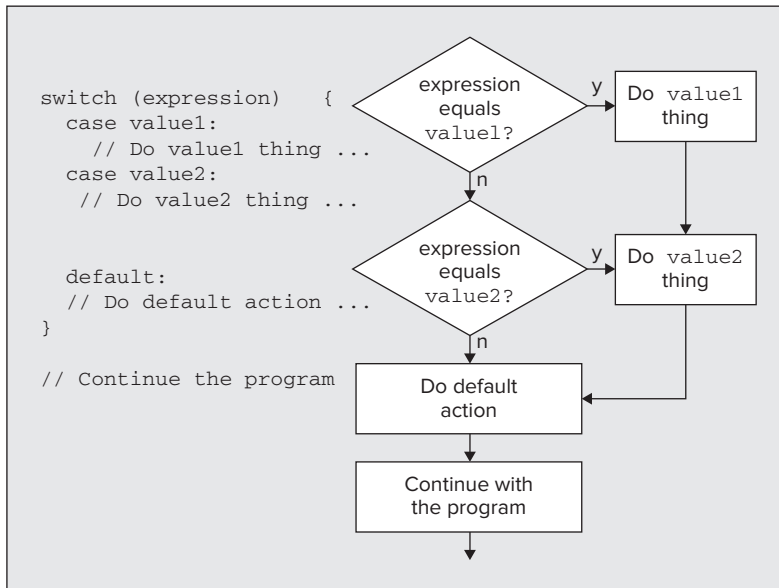 switch (expression)    {
  case value1:
    // Do value1 thing ...
  case value2:
   // Do value2 thing ...
  default:
  // Do default action ...
}
// Continue the program
expression
equals
value1?
y
Do value1
thing
n
expression
equals
value2?
y
Do value2
thing
n
Do default
action
Continue with
the program